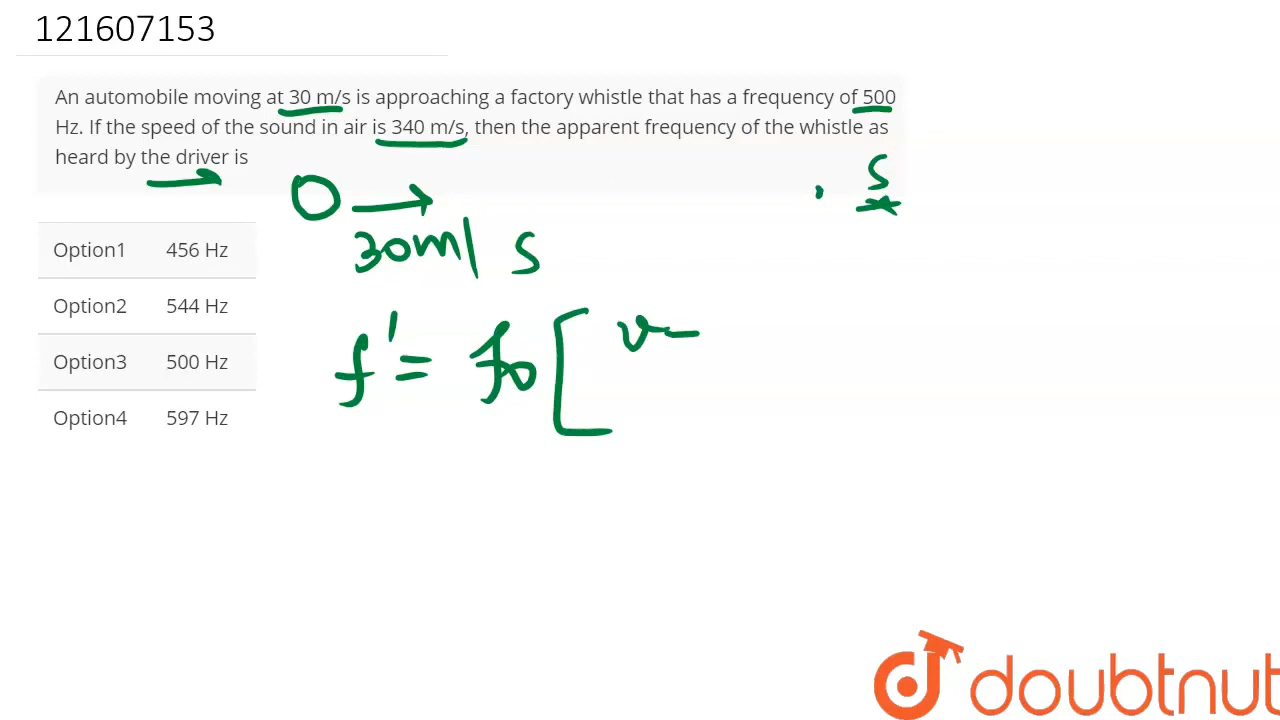 121607153
An automobile moving at 30 m/s is approaching a factory whistle that has a frequency of 500
Hz. If the speed of the sound in air is 340 m/s, then the apparent frequency of the whistle as
heard by the driver is
S
O
30m/s
Option1 456 Hz
Option2 544 Hz
f' = f0 [ v-
Option3 500 Hz
Option4 597 Hz
doubtnut